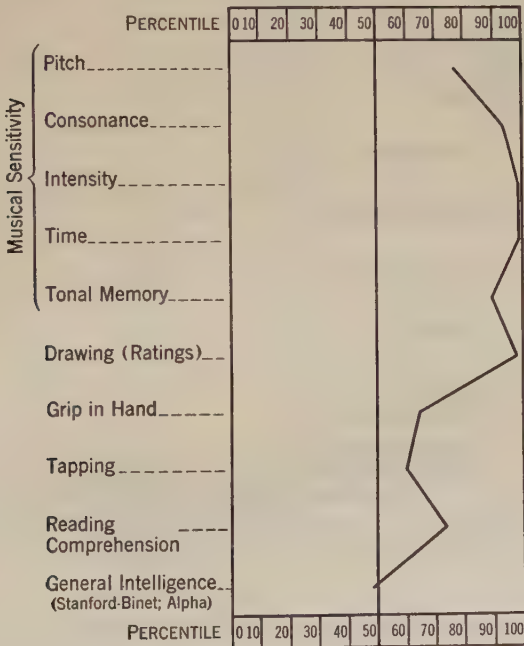 PERCENTILE 0 10 20 30 40 50 60 70 80 90 100
Musical Sensitivity
Pitch
Consonance
Intensity
Time
Tonal Memory
Drawing (Ratings)
Grip in Hand
Tapping
Reading
Comprehension
General Intelligence
(Stanford-Binet; Alpha)
PERCENTILE 0 10 20 30 40 50 60 70 80 90 100